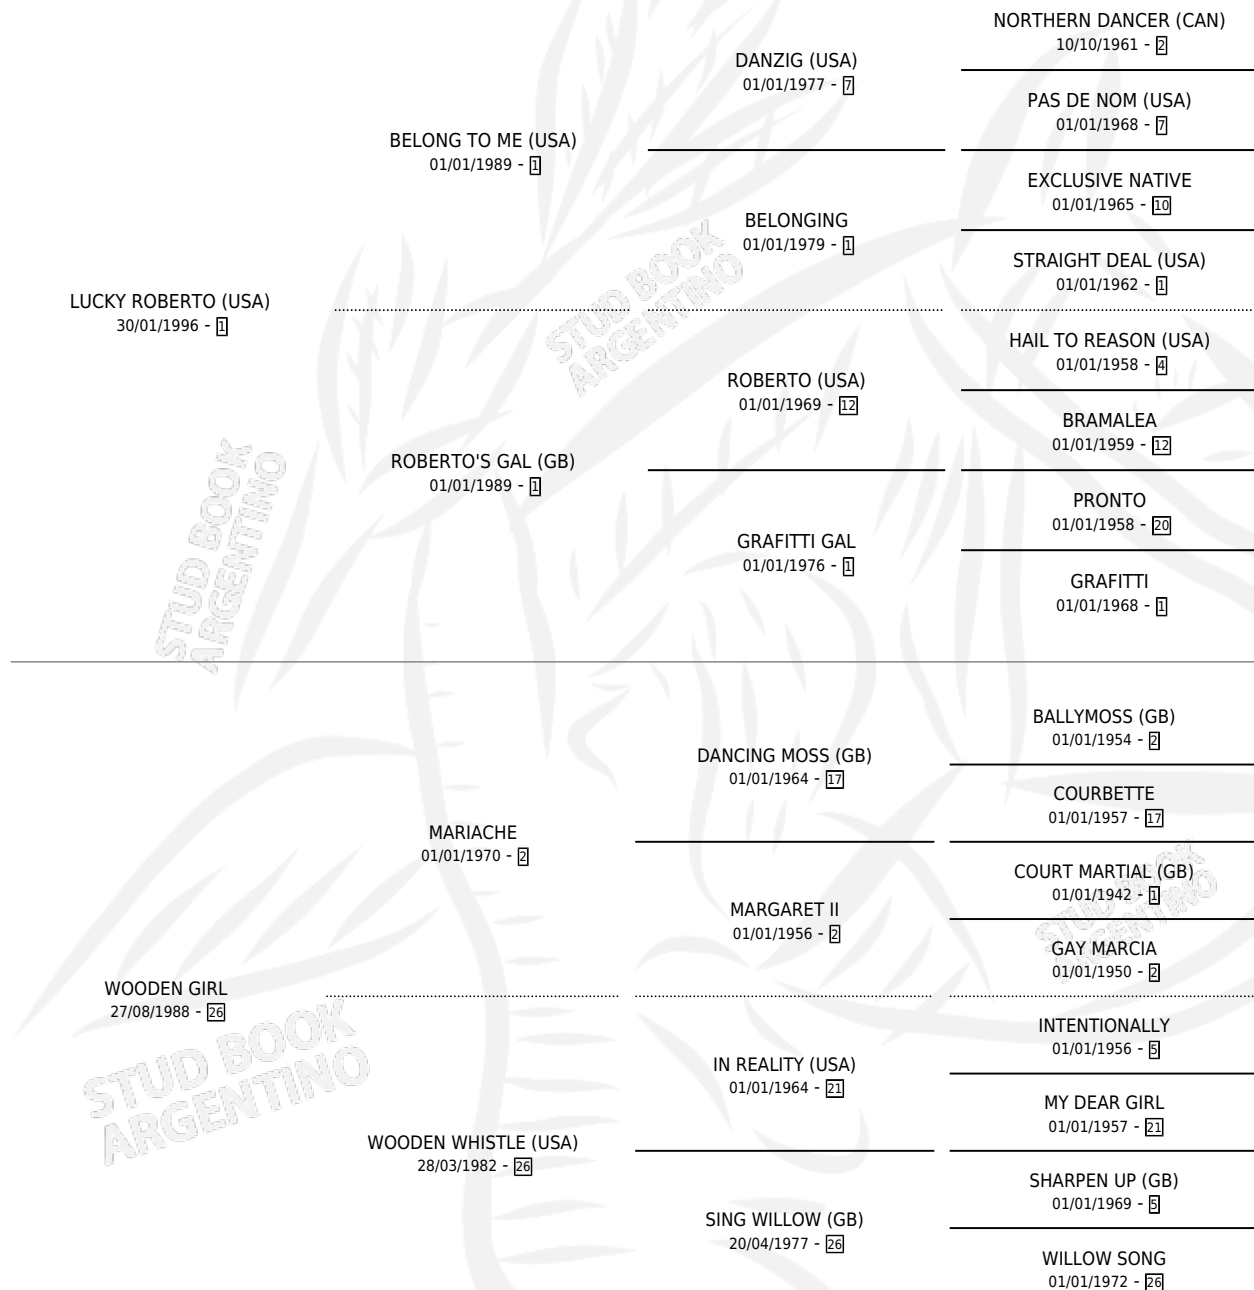 NORTHERN DANCER (CAN)
10/10/1961 - 2
DANZIG (USA)
01/01/1977 - 7
PAS DE NOM (USA)
01/01/1968 - 7
BELONG TO ME (USA)
01/01/1989 - 1
EXCLUSIVE NATIVE
01/01/1965 - 10
BELONGING
01/01/1979 - 1
STRAIGHT DEAL (USA)
01/01/1962 - 1
LUCKY ROBERTO (USA)
30/01/1996 - 1
HAIL TO REASON (USA)
01/01/1958 - 4
ROBERTO (USA)
01/01/1969 - 12
BRAMALEA
01/01/1959 - 12
ROBERTO'S GAL (GB)
01/01/1989 - 1
PRONTO
01/01/1958 - 20
GRAFITTI GAL
01/01/1976 - 1
GRAFITTI
01/01/1968 - 1
STUD BOOK
ARGENTINO
STUD BOOK
ARGENTINO
BALLYMOSS (GB)
01/01/1954 - 2
DANCING MOSS (GB)
01/01/1964 - 17
COURBETTE
01/01/1957 - 17
MARIACHE
01/01/1970 - 2
COURT MARTIAL (GB)
01/01/1942 - 1
MARGARET II
01/01/1956 - 2
GAY MARCIA
01/01/1950 - 2
WOODEN GIRL
27/08/1988 - 26
INTENTIONALLY
01/01/1956 - 5
IN REALITY (USA)
01/01/1964 - 21
MY DEAR GIRL
01/01/1957 - 21
WOODEN WHISTLE (USA)
28/03/1982 - 26
SHARPEN UP (GB)
01/01/1969 - 5
SING WILLOW (GB)
20/04/1977 - 26
WILLOW SONG
01/01/1972 - 26
STUD BOOK
ARGENTINO
STUD BOOK
ARGENTINO